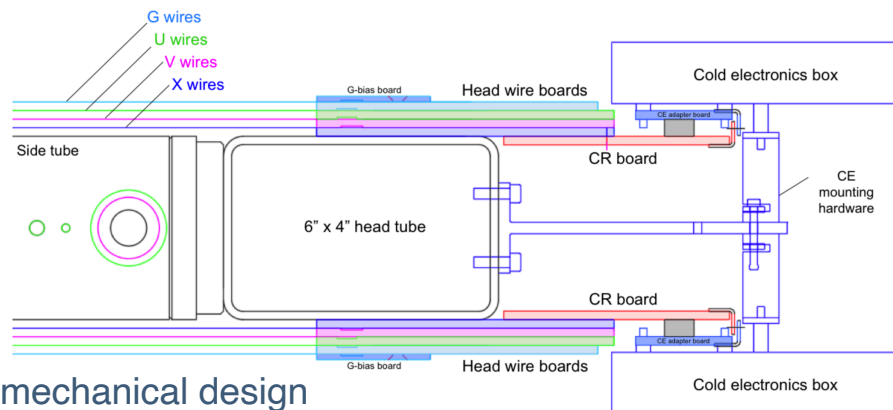 G wires
U wires
V wires
X wires
G-bias board
Head wire boards
Cold electronics box
CE adapter board
Side tube
CR board
CE
mounting
hardware
6” x 4” head tube
CR board
CE adapter board
G-bias board
Head wire boards
Cold electronics box
mechanical design